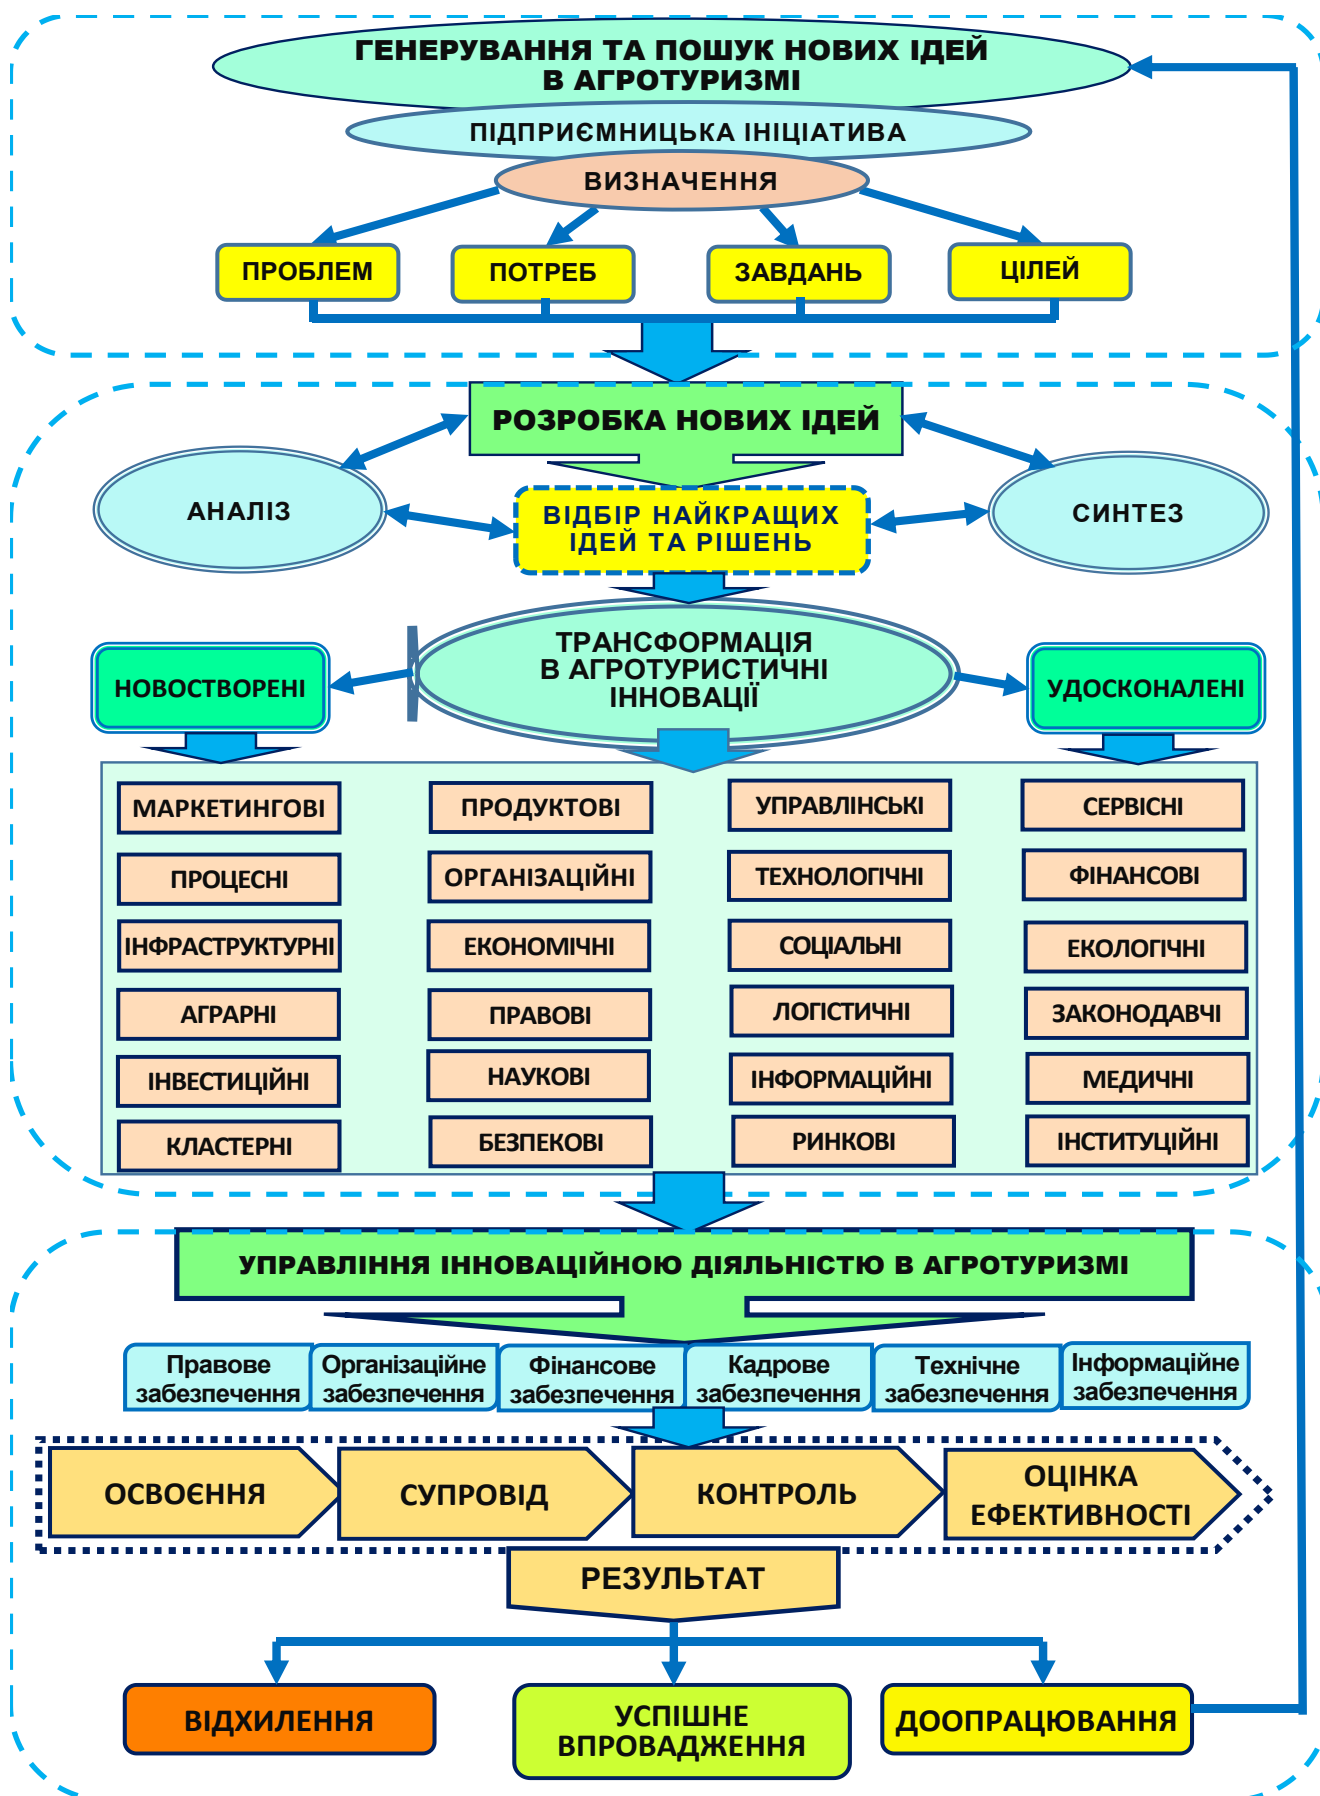 ГЕНЕРУВАННЯ ТА ПОШУК НОВИХ ІДЕЙ
В АГРОТУРИЗМІ
ПІДПРИЄМНИЦЬКА ІНІЦІАТИВА
ВИЗНАЧЕННЯ
ПРОБЛЕМ
ПОТРЕБ
ЗАВДАНЬ
ЦІЛЕЙ
РОЗРОБКА НОВИХ ІДЕЙ
АНАЛІЗ
ВІДБІР НАЙКРАЩИХ
ІДЕЙ ТА РІШЕНЬ
СИНТЕЗ
ТРАНСФОРМАЦІЯ
В АГРОТУРИСТИЧНІ
ІННОВАЦІЇ
НОВОСТВОРЕНІ
УДОСКОНАЛЕНІ
МАРКЕТИНГОВІ
ПРОДУКТОВІ
УПРАВЛІНСЬКІ
СЕРВІСНІ
ПРОЦЕСНІ
ОРГАНІЗАЦІЙНІ
ТЕХНОЛОГІЧНІ
ФІНАНСОВІ
ІНФРАСТРУКТУРНІ
ЕКОНОМІЧНІ
СОЦІАЛЬНІ
ЕКОЛОГІЧНІ
АГРАРНІ
ПРАВОВІ
ЛОГІСТИЧНІ
ЗАКОНОДАВЧІ
ІНВЕСТИЦІЙНІ
НАУКОВІ
ІНФОРМАЦІЙНІ
МЕДИЧНІ
КЛАСТЕРНІ
БЕЗПЕКОВІ
РИНКОВІ
ІНСТИТУЦІЙНІ
УПРАВЛІННЯ ІННОВАЦІЙНОЮ ДІЯЛЬНІСТЮ В АГРОТУРИЗМІ
Правове
забезпечення
Організаційне
забезпечення
Фінансове
забезпечення
Кадрове
забезпечення
Технічне
забезпечення
Інформаційне
забезпечення
ОСВОЄННЯ
СУПРОВІД
КОНТРОЛЬ
ОЦІНКА
ЕФЕКТИВНОСТІ
РЕЗУЛЬТАТ
ВІДХИЛЕННЯ
УСПІШНЕ
ВПРОВАДЖЕННЯ
ДООПРАЦЮВАННЯ